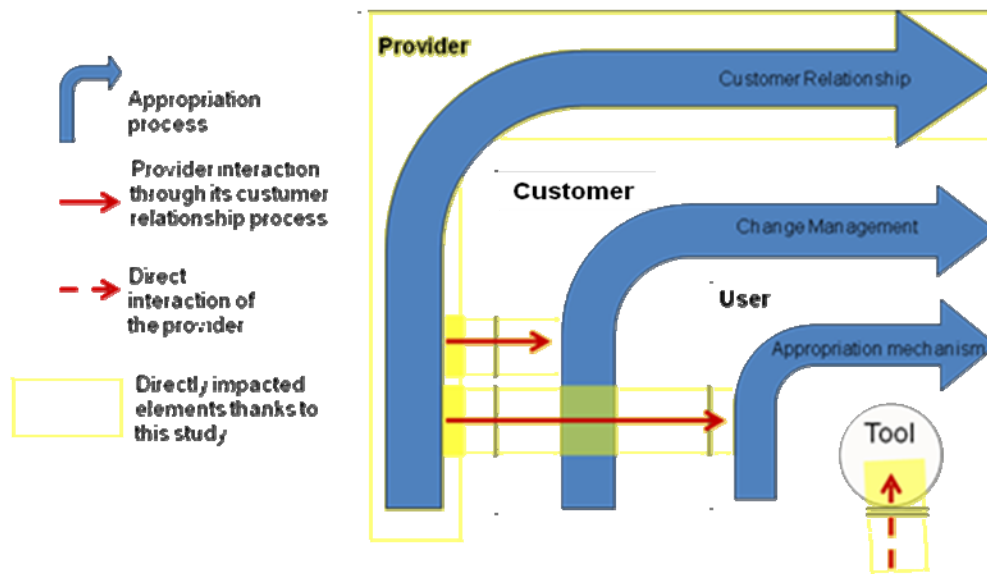 Provider
Customer Relationship
Appropriation
process
Provider interaction
through its custumer
relationship process
Customer
Change Management
Direct
interaction of
the provider
User
Appropriation mechanism
Directly impacted
elements thanks to
this study
Tool